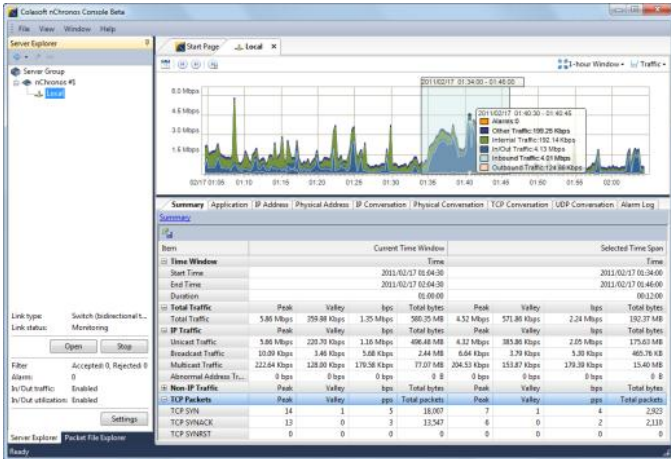 Colasoft nChronos Console Beta
File View Window Help
Server Explorer
Server Group
nChronos #1
Local
Link type: Switch (bidirectional t...
Link status: Monitoring
Open Stop
Filter Accepted: 0, Rejected: 0
Alarm: 0
In/Out traffic: Enabled
In/Out utilization: Enabled
Settings
Server Explorer Packet File Explorer
Ready
Start Page Local
1-hour Window Traffic
2011/02/17 01:34:00 - 01:46:00
6.0 Mbps
4.5 Mbps
3.0 Mbps
1.5 Mbps
2011/02/17 01:40:30 - 01:40:45
Alarms:0
Other Traffic:199.25 Kbps
Internal Traffic:192.14 Kbps
In/Out Traffic:4.13 Mbps
Inbound Traffic:4.01 Mbps
Outbound Traffic:124.86 Kbps
02/17 01:05 01:10 01:15 01:20 01:25 01:30 01:35 01:40 01:45 01:50 01:55 02:00
Summary Application IP Address Physical Address IP Conversation Physical Conversation TCP Conversation UDP Conversation Alarm Log
Summary
Item Current Time Window Selected Time Span
Time Window Time Time
Start Time 2011/02/17 01:04:30 2011/02/17 01:34:00
End Time 2011/02/17 02:04:30 2011/02/17 01:46:00
Duration 01:00:00 00:12:00
Total Traffic Peak Valley bps Total bytes Peak Valley bps Total bytes
Total Traffic 5.86 Mbps 359.88 Kbps 1.35 Mbps 580.35 MB 4.52 Mbps 571.86 Kbps 2.24 Mbps 192.37 MB
IP Traffic Peak Valley bps Total bytes Peak Valley bps Total bytes
Unicast Traffic 5.86 Mbps 220.70 Kbps 1.16 Mbps 496.48 MB 4.32 Mbps 385.86 Kbps 2.05 Mbps 175.63 MB
Broadcast Traffic 10.09 Kbps 3.46 Kbps 5.68 Kbps 2.44 MB 6.64 Kbps 3.79 Kbps 5.30 Kbps 465.76 KB
Multicast Traffic 222.64 Kbps 128.00 Kbps 179.58 Kbps 77.07 MB 204.53 Kbps 153.87 Kbps 179.39 Kbps 15.40 MB
Abnormal Address Tr... 0 bps 0 bps 0 bps 0 B 0 bps 0 bps 0 bps 0 B
Non-IP Traffic Peak Valley bps Total bytes Peak Valley bps Total bytes
TCP Packets Peak Valley pps Total packets Peak Valley pps Total packets
TCP SYN 14 1 5 18,007 7 1 4 2,923
TCP SYNACK 13 0 3 13,547 6 0 2 2,110
TCP SYNRST 0 0 0 0 0 0 0 0